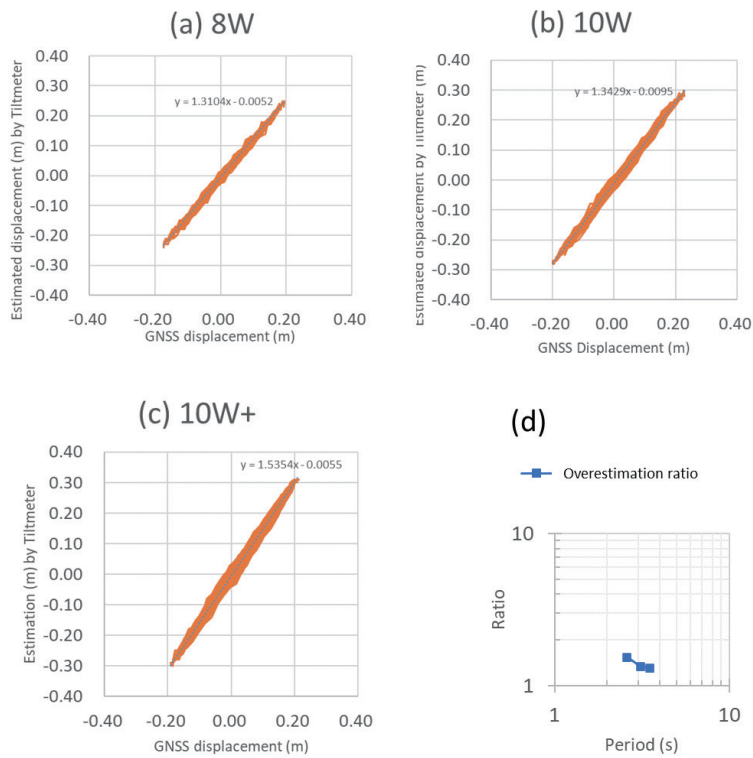 (a) 8W
0.40
0.30
y = 1.3104x - 0.0052
0.20
0.10
0.00
-0.10
-0.20
-0.30
0.40
-0.40 -0.20 0.00 0.20 0.40
GNSS displacement (m)
Estimated displacement (m) by Tiltmeter
(b) 10W
0.40
0.30
y = 1.3429x - 0.0095
0.20
0.10
0.00
-0.10
-0.20
-0.30
0.40
-0.40 -0.20 0.00 0.20 0.40
GNSS Displacement (m)
Estimated displacement by Tiltmeter (m)
(c) 10W+
0.40
y = 1.5354x - 0.0055
0.30
0.20
0.10
0.00
-0.10
-0.20
-0.30
-0.40
-0.40 -0.20 0.00 0.20 0.40
GNSS displacement (m)
Estimation (m) by Tiltmeter
(d)
Overestimation ratio
10
Ratio
1
1 10
Period (s)